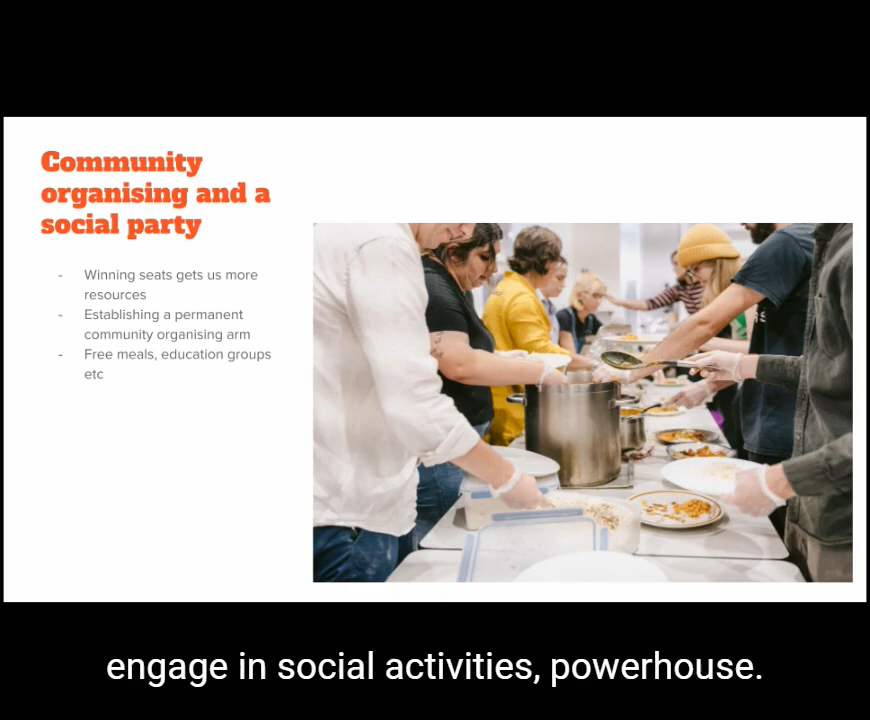 Community
organising and a
social party
- Winning seats gets us more
resources
- Establishing a permanent
community organising arm
- Free meals, education groups
etc
engage in social activities, powerhouse.